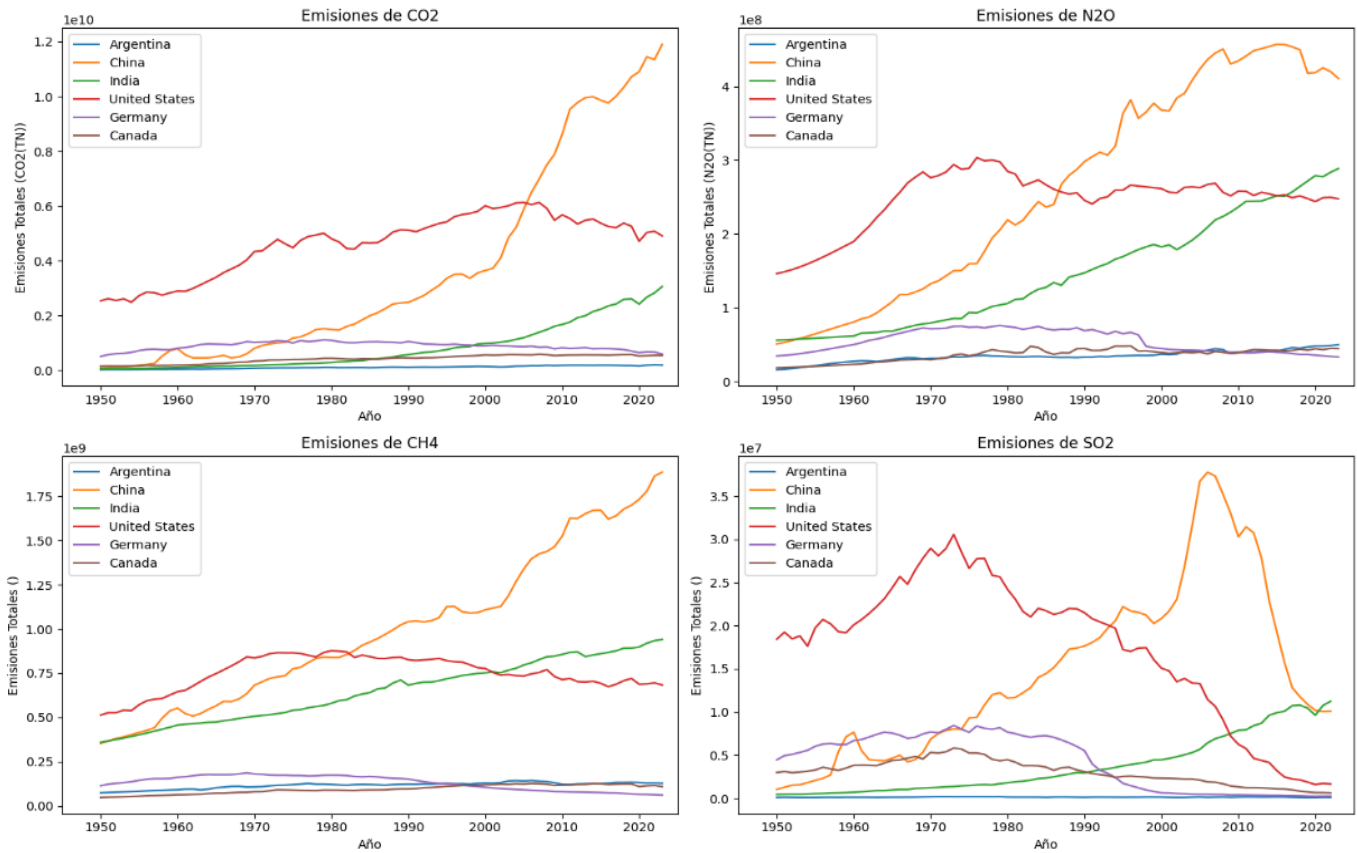 Emisiones de CO2
1e10
Argentina
China
India
United States
Germany
Canada
Emisiones Totales (CO2(TN))
1.2
1.0
0.8
0.6
0.4
0.2
0.0
1950 1960 1970 1980 1990 2000 2010 2020
Año
Emisiones de N2O
1e8
Argentina
China
India
United States
Germany
Canada
Emisiones Totales (N2O(TN))
4
3
2
1
0
1950 1960 1970 1980 1990 2000 2010 2020
Año
Emisiones de CH4
1e9
Argentina
China
India
United States
Germany
Canada
Emisiones Totales ()
1.75
1.50
1.25
1.00
0.75
0.50
0.25
0.00
1950 1960 1970 1980 1990 2000 2010 2020
Año
Emisiones de SO2
1e7
Argentina
China
India
United States
Germany
Canada
Emisiones Totales ()
3.5
3.0
2.5
2.0
1.5
1.0
0.5
0.0
1950 1960 1970 1980 1990 2000 2010 2020
Año